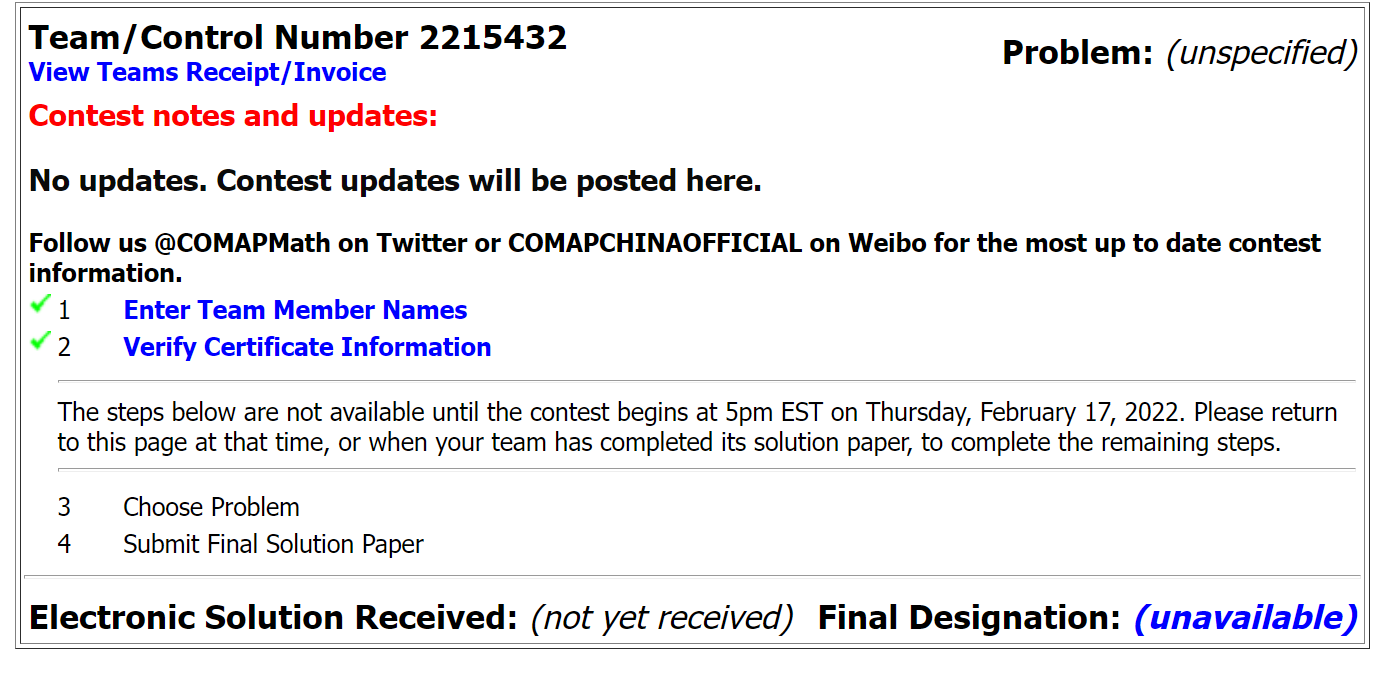 Team/Control Number 2215432
Problem: (unspecified)
View Teams Receipt/Invoice
Contest notes and updates:
No updates. Contest updates will be posted here.
Follow us @COMAPMath on Twitter or COMAPCHINAOFFICIAL on Weibo for the most up to date contest
information.
1 Enter Team Member Names
2 Verify Certificate Information
The steps below are not available until the contest begins at 5pm EST on Thursday, February 17, 2022. Please return
to this page at that time, or when your team has completed its solution paper, to complete the remaining steps.
3 Choose Problem
4 Submit Final Solution Paper
Electronic Solution Received: (not yet received) Final Designation: (unavailable)